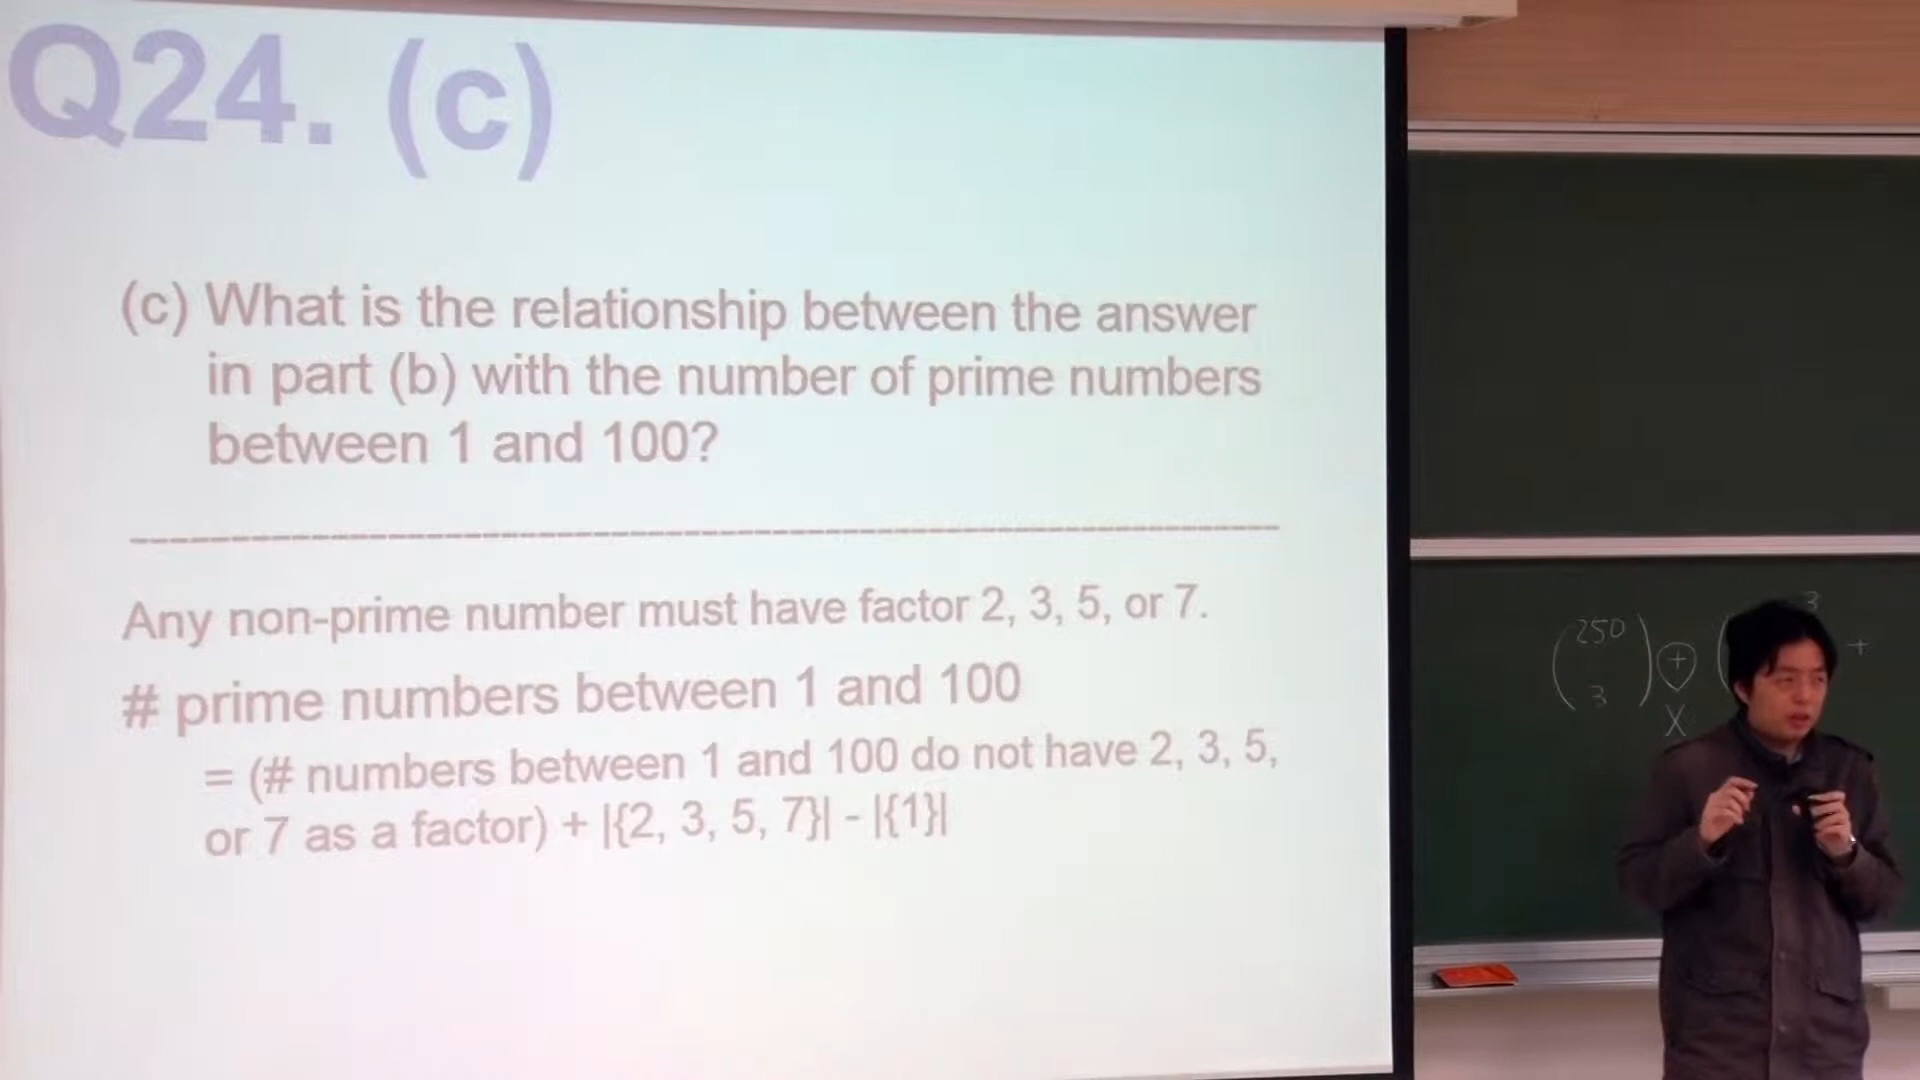 Q24. (c)
(c) What is the relationship between the answer
in part (b) with the number of prime numbers
between 1 and 100?
Any non-prime number must have factor 2, 3, 5, or 7.
# prime numbers between 1 and 100
= (# numbers between 1 and 100 do not have 2, 3, 5,
or 7 as a factor) + |{2, 3, 5, 7}| - |{1}|
3
( 250 ) + ( +
3
X